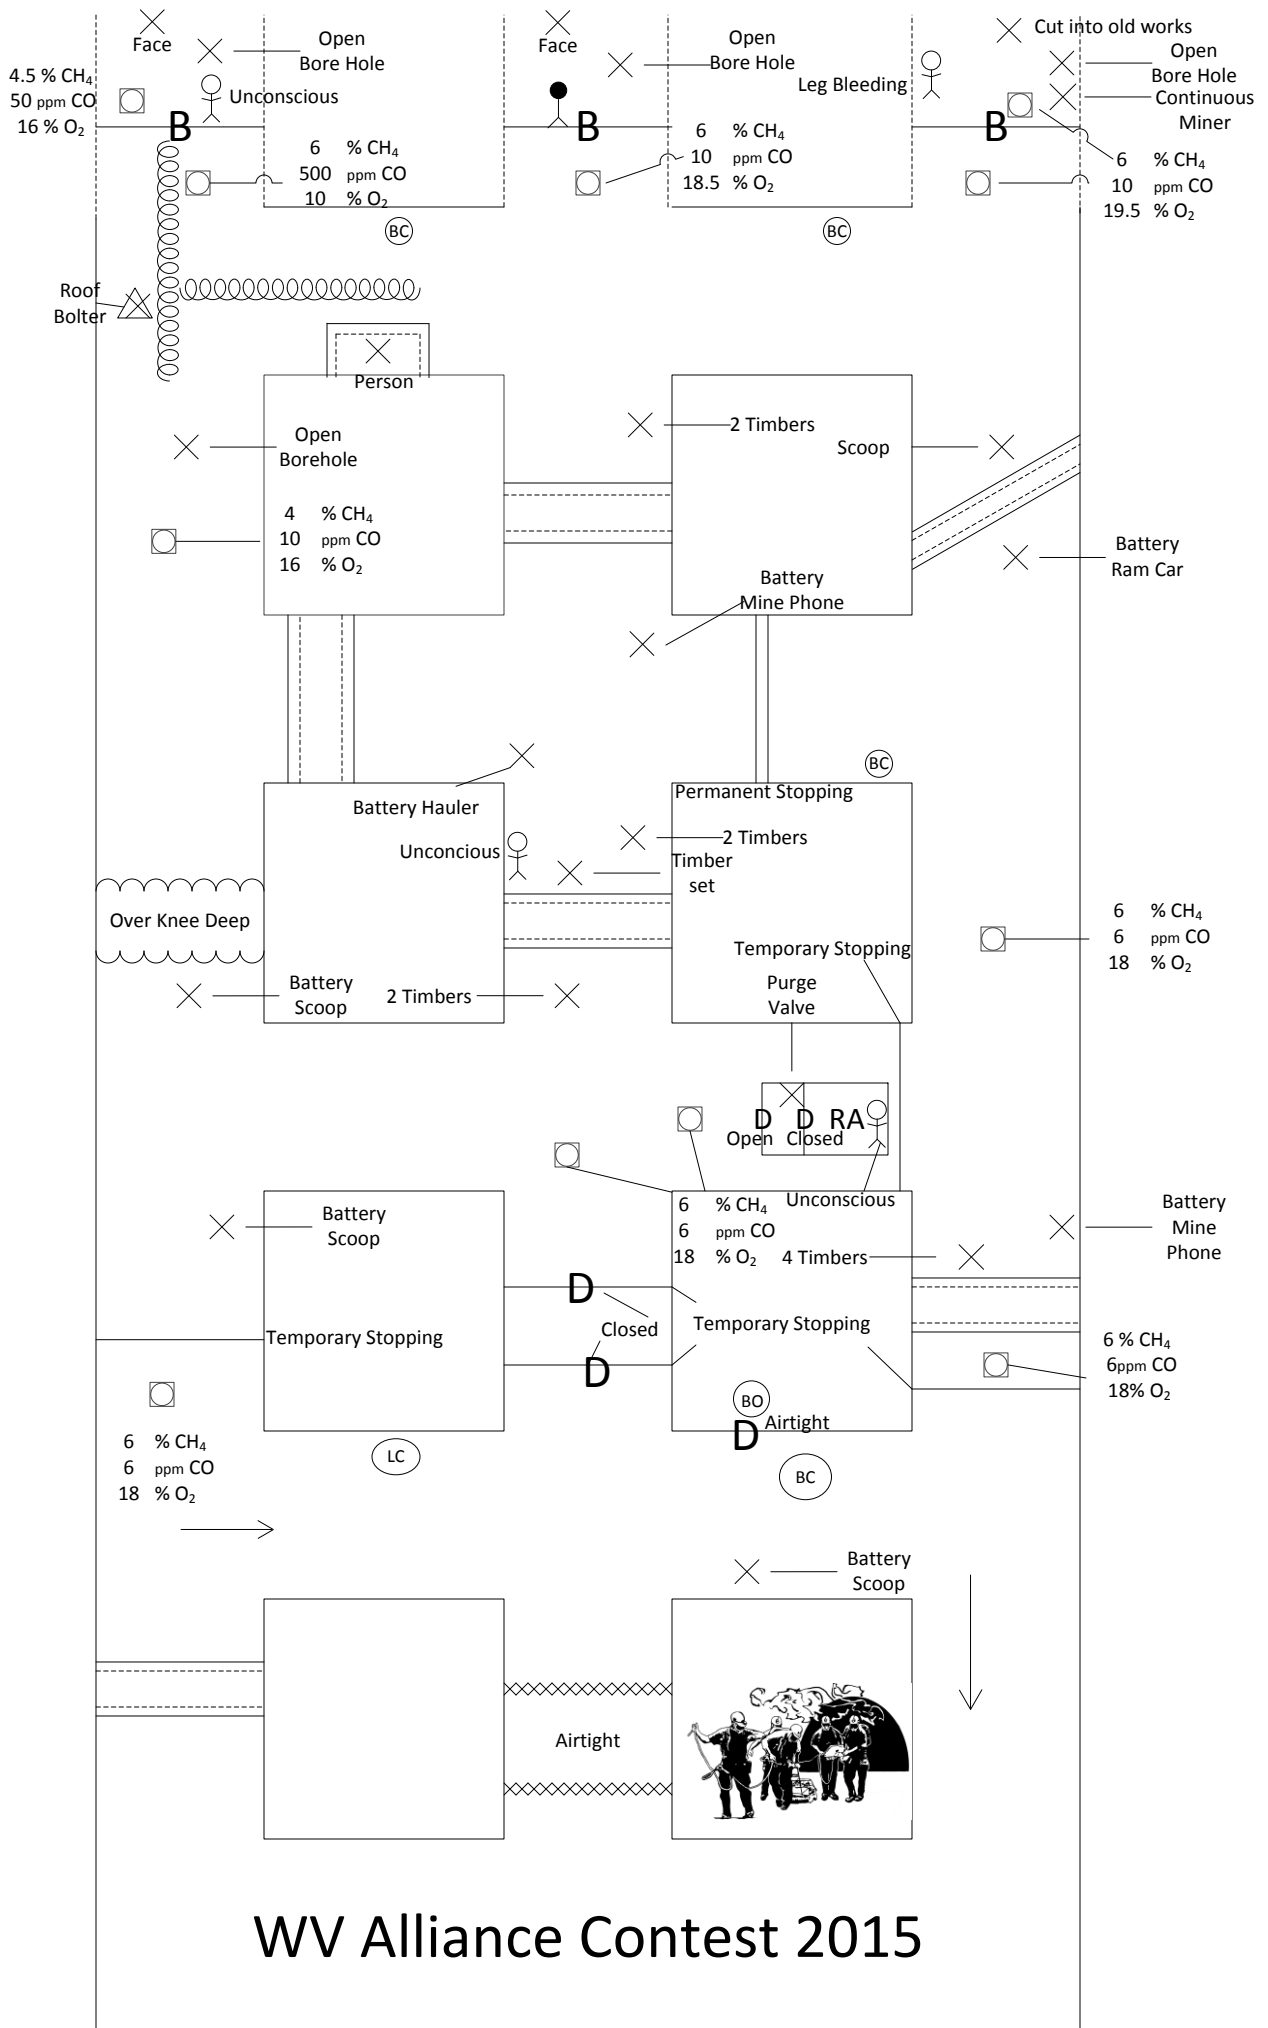 Face
Open
Bore Hole
4.5 % CH₄
50 ppm CO
16 % O₂
Unconscious
B
6 % CH₄
500 ppm CO
10 % O₂
BC
Face
Open
Bore Hole
B
6 % CH₄
10 ppm CO
18.5 % O₂
BC
Leg Bleeding
Cut into old works
Open
Bore Hole
Continuous
Miner
B
6 % CH₄
10 ppm CO
19.5 % O₂
Roof
Bolter
Person
Open
Borehole
4 % CH₄
10 ppm CO
16 % O₂
2 Timbers
Scoop
Battery
Ram Car
Battery
Mine Phone
BC
Battery Hauler
Permanent Stopping
Unconcious
2 Timbers
Timber
set
Over Knee Deep
6 % CH₄
6 ppm CO
18 % O₂
Temporary Stopping
Battery
Scoop
2 Timbers
Purge
Valve
D D RA
Open Closed
Unconscious
Battery
Scoop
6 % CH₄
6 ppm CO
18 % O₂
4 Timbers
Battery
Mine
Phone
D
Closed
D
Temporary Stopping
Temporary Stopping
6 % CH₄
6ppm CO
18% O₂
BO
Airtight
D
LC
BC
6 % CH₄
6 ppm CO
18 % O₂
Battery
Scoop
Airtight
WV Alliance Contest 2015